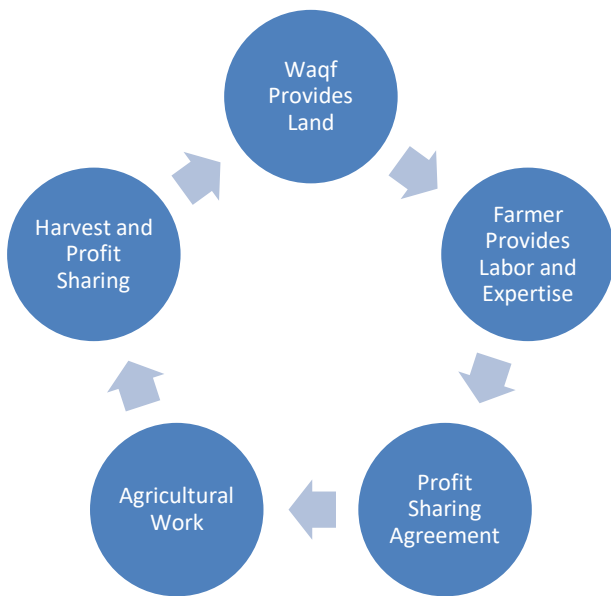 Waqf
Provides
Land
Farmer
Provides
Labor and
Expertise
Profit
Sharing
Agreement
Agricultural
Work
Harvest and
Profit
Sharing